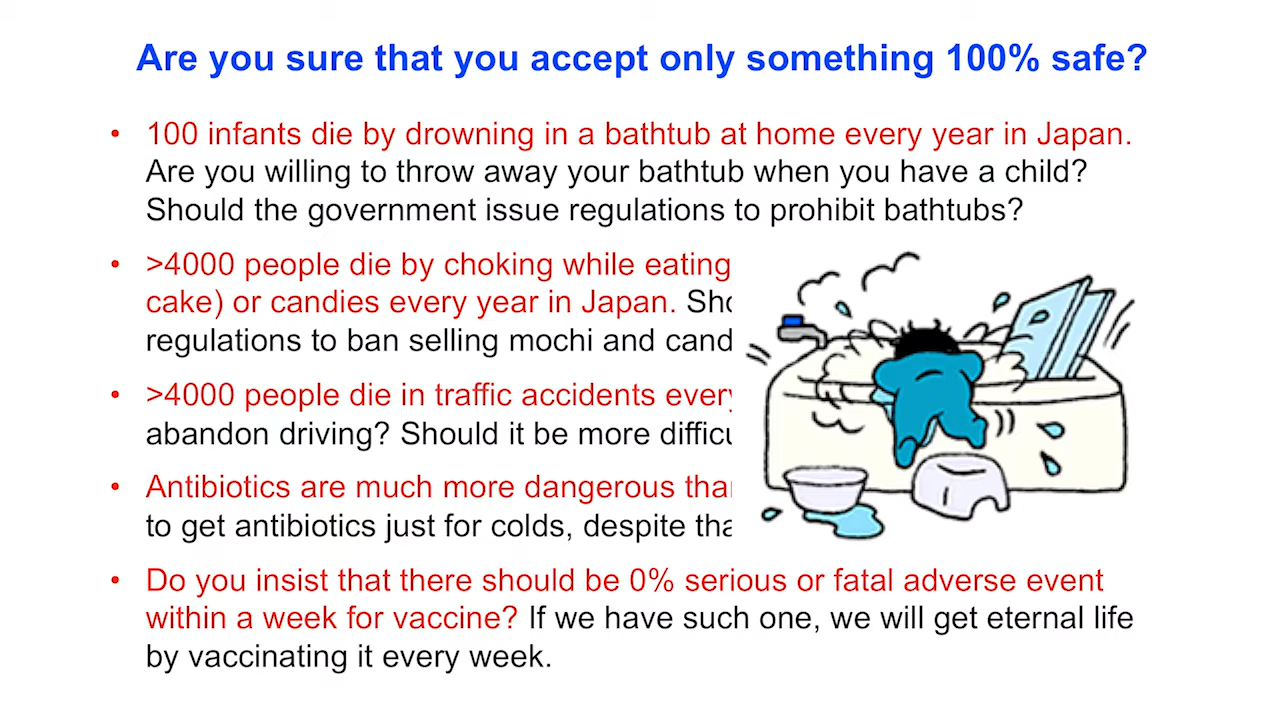 Are you sure that you accept only something 100% safe?
• 100 infants die by drowning in a bathtub at home every year in Japan.
Are you willing to throw away your bathtub when you have a child?
Should the government issue regulations to prohibit bathtubs?
• >4000 people die by choking while eating
cake) or candies every year in Japan.
regulations to ban selling mochi and
• >4000 people die in traffic accidents
abandon driving? Should it be more
• Antibiotics are much more dangerous
to get antibiotics just for colds, despite
• Do you insist that there should be 0% serious or fatal adverse event
within a week for vaccine? If we have such one, we will get eternal life
by vaccinating it every week.